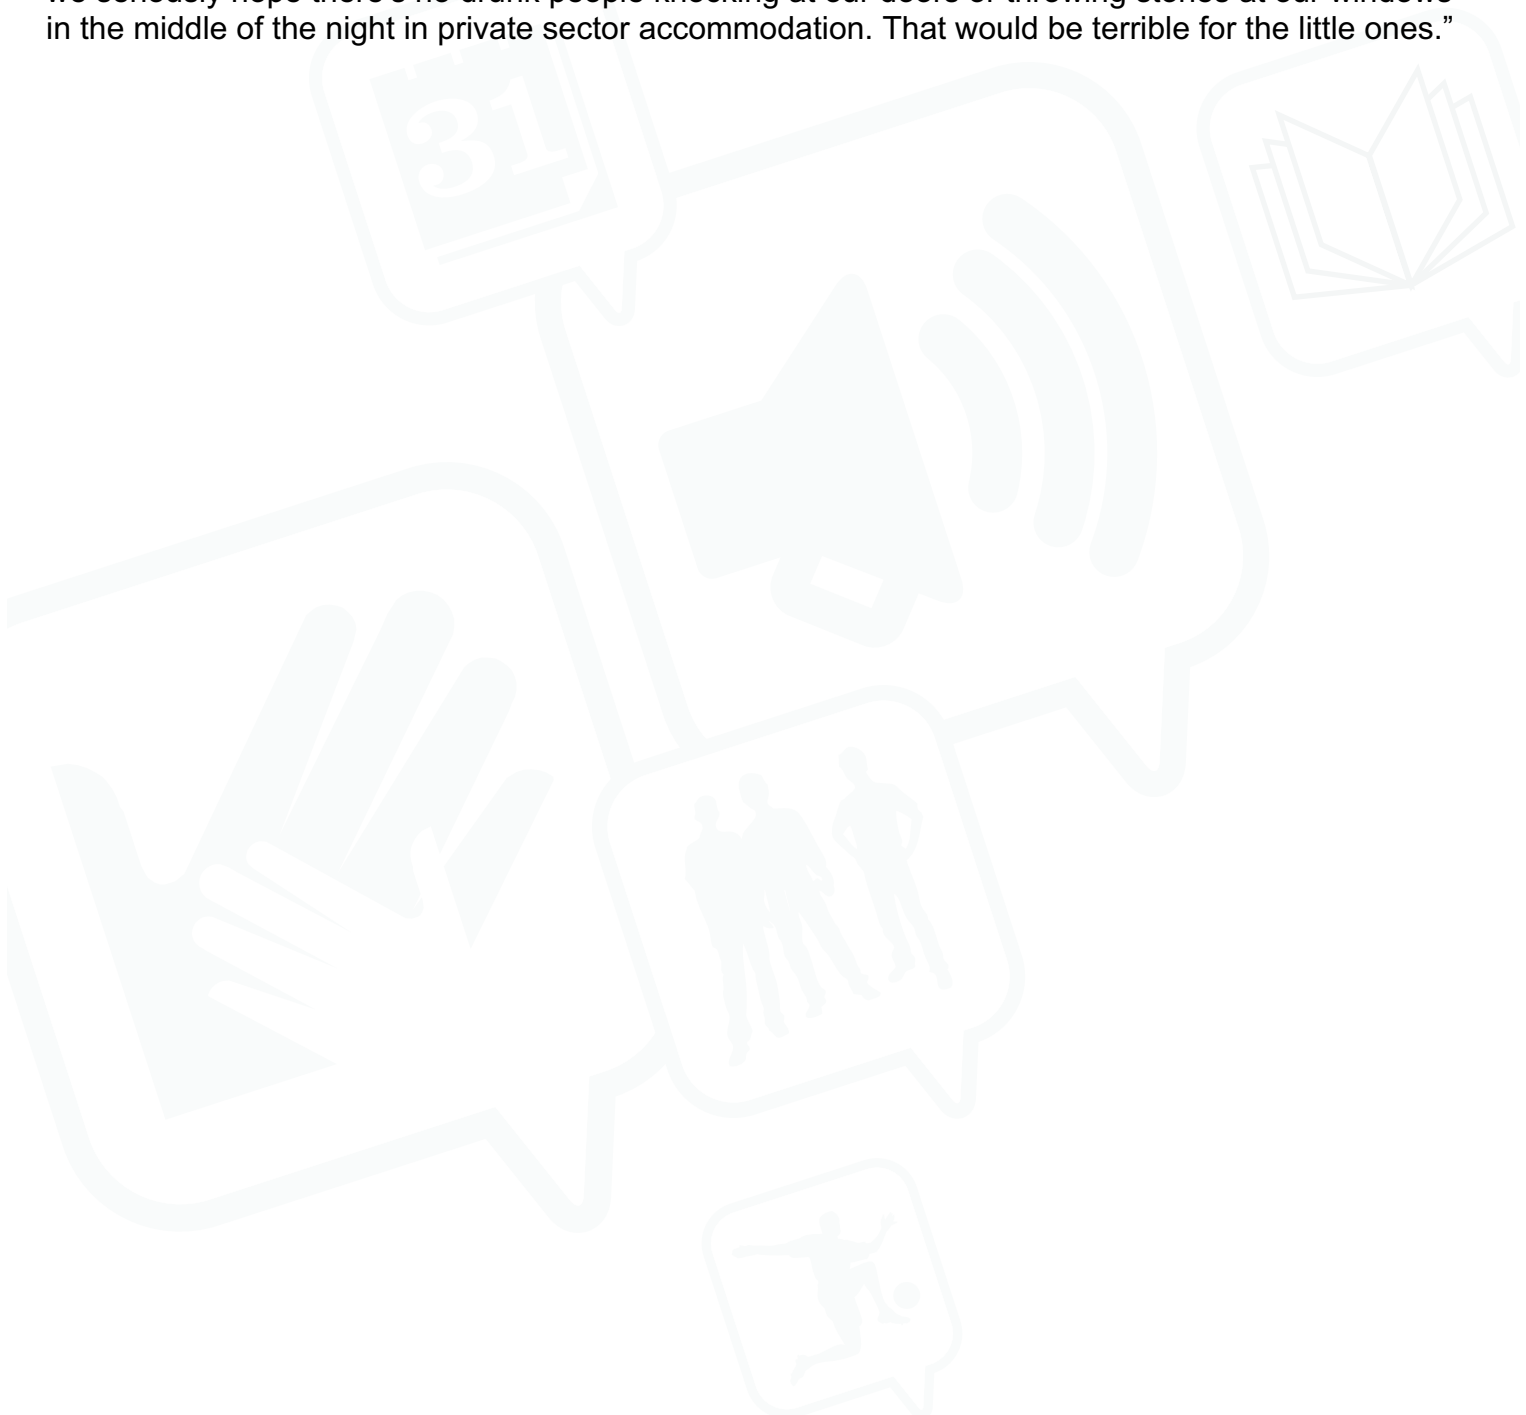 we seriously hope there's no drunk people knocking at our doors or throwing stones at our windows
in the middle of the night in private sector accommodation. That would be terrible for the little ones.”
31